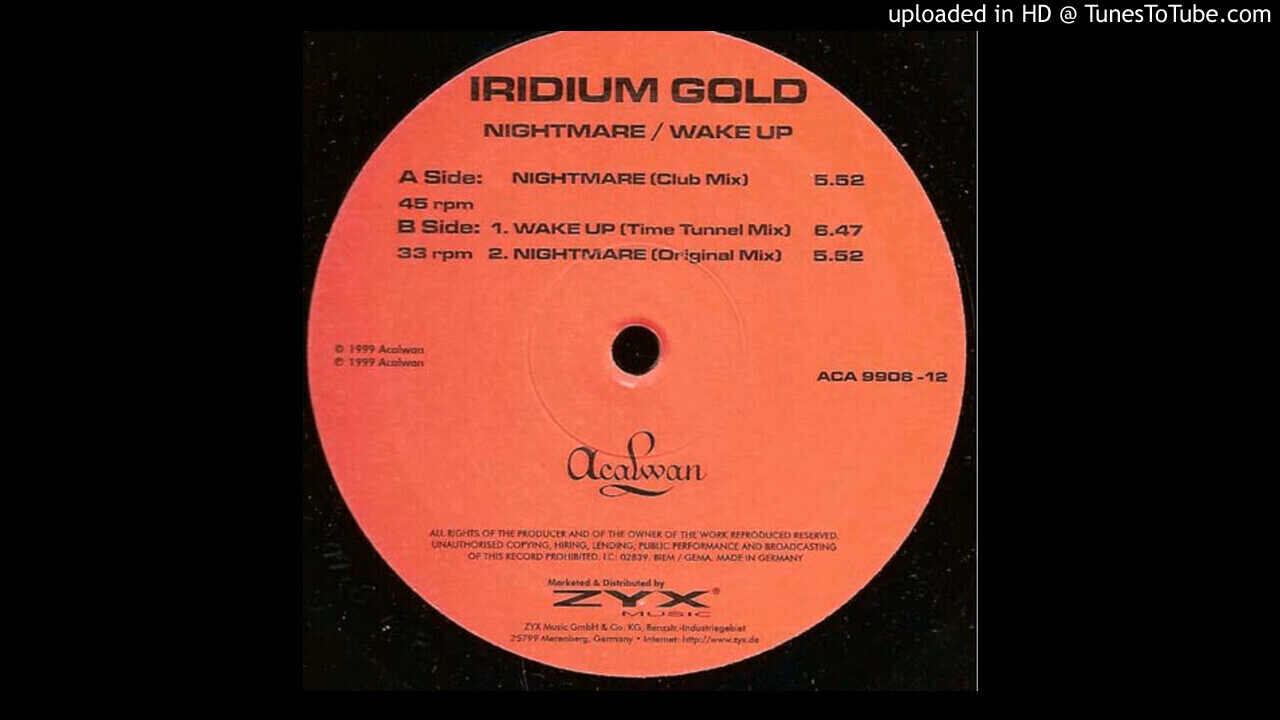 uploaded in HD @ TunesToTube.com
IRIDIUM GOLD
NIGHTMARE / WAKE UP
A Side: NIGHTMARE (Club Mix) 5.52
45 rpm
B Side: 1. WAKE UP (Time Tunnel Mix) 6.47
33 rpm 2. NIGHTMARE (Original Mix) 5.52
© 1999 Acalwan
℗ 1999 Acalwan
ACA 9908-12
Acalwan
ALL RIGHTS OF THE PRODUCER AND OF THE OWNER OF THE WORK REPRODUCED RESERVED.
UNAUTHORISED COPYING, HIRING, LENDING, PUBLIC PERFORMANCE AND BROADCASTING
OF THIS RECORD PROHIBITED. LC: 02839. BIEM / GEMA. MADE IN GERMANY
Marketed & Distributed by
ZYX®
MUSIC
ZYX Music GmbH & Co. KG, Benzstr.-Industriegebiet
25799 Merenberg, Germany • Internet: http://www.zyx.de